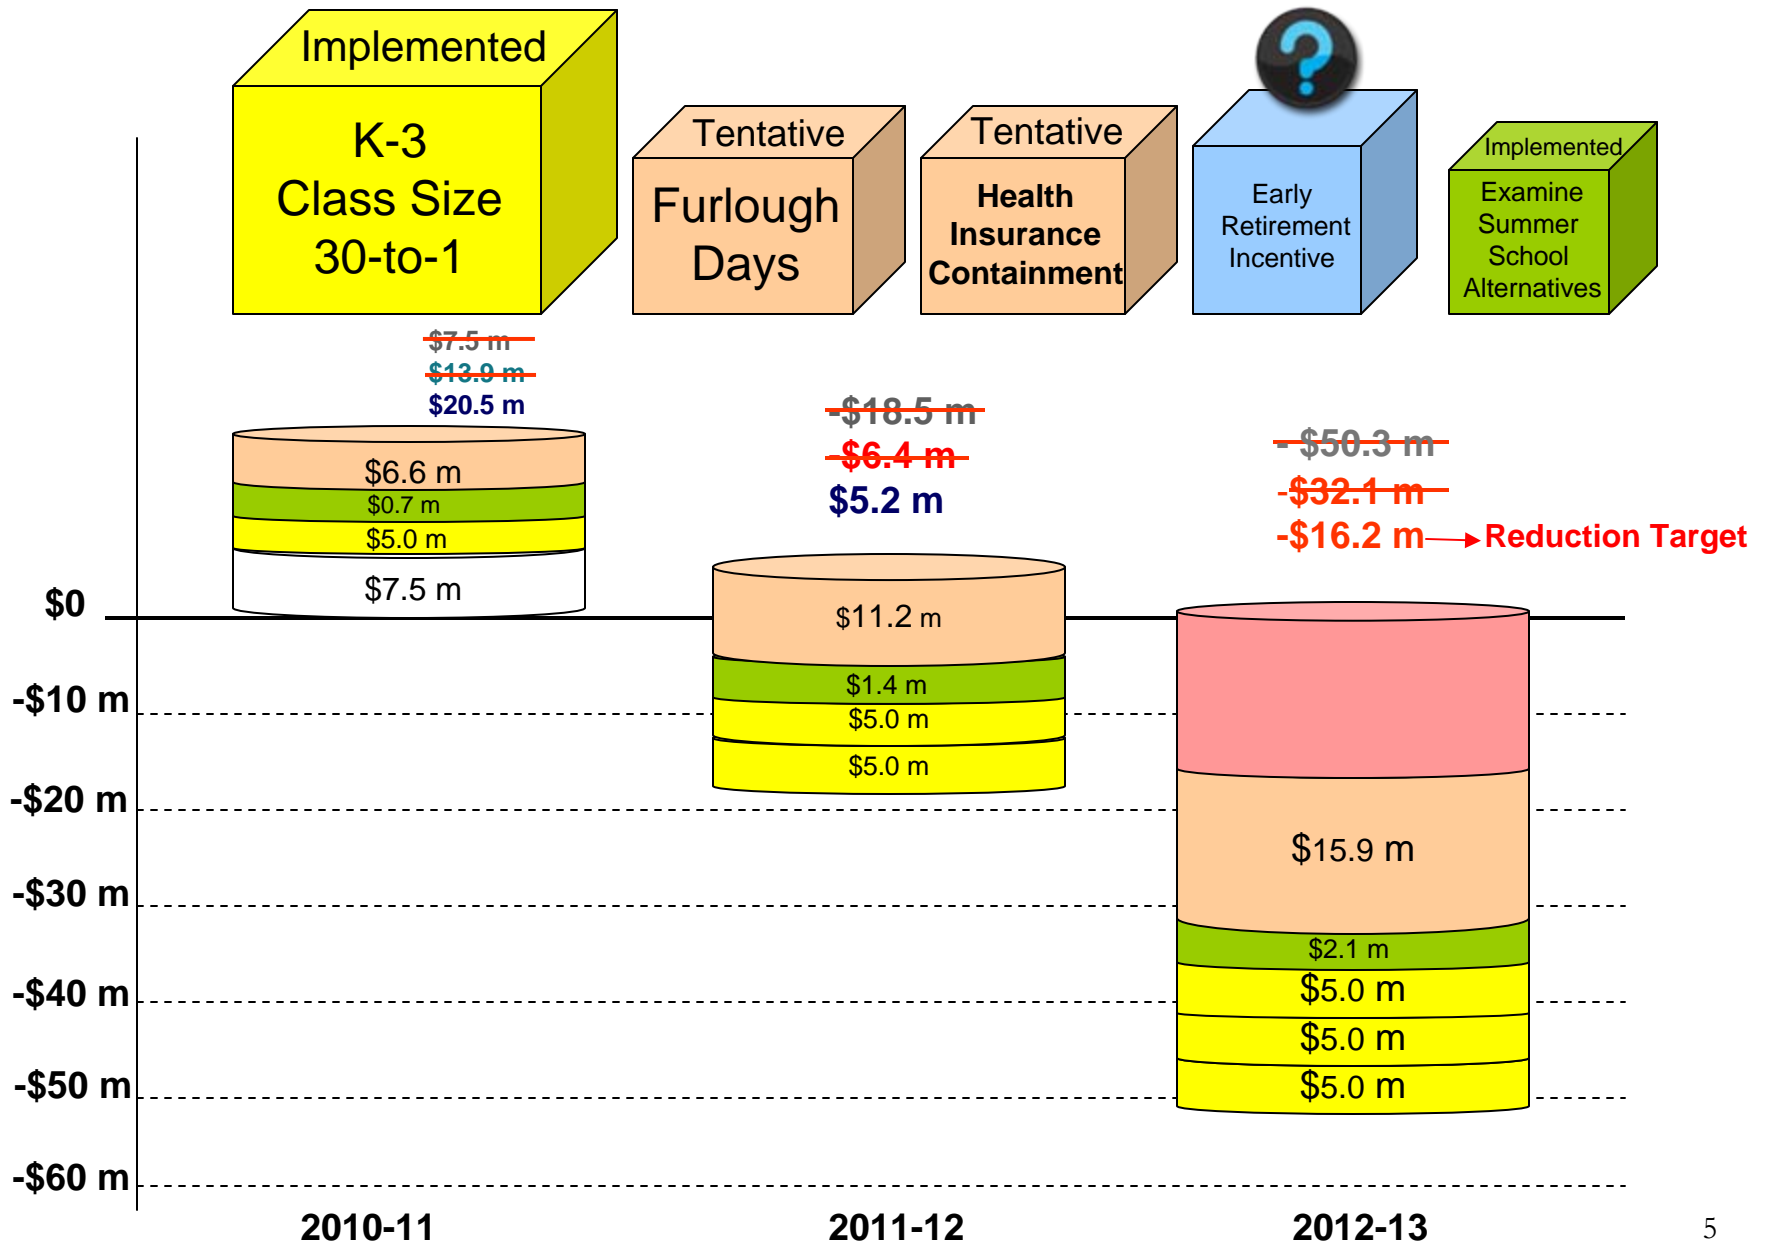 Implemented
K-3
Class Size
30-to-1
Tentative
Furlough
Days
Tentative
Health
Insurance
Containment
Early
Retirement
Incentive
Implemented
Examine
Summer
School
Alternatives
$7.5 m
$13.9 m
$20.5 m
-$18.5 m
-$6.4 m
$5.2 m
- $50.3 m
-$32.1 m
-$16.2 m
Reduction Target
$6.6 m
$0.7 m
$5.0 m
$7.5 m
$11.2 m
$1.4 m
$5.0 m
$5.0 m
$15.9 m
$2.1 m
$5.0 m
$5.0 m
$5.0 m
$0
-$10 m
-$20 m
-$30 m
-$40 m
-$50 m
-$60 m
2010-11
2011-12
2012-13
5